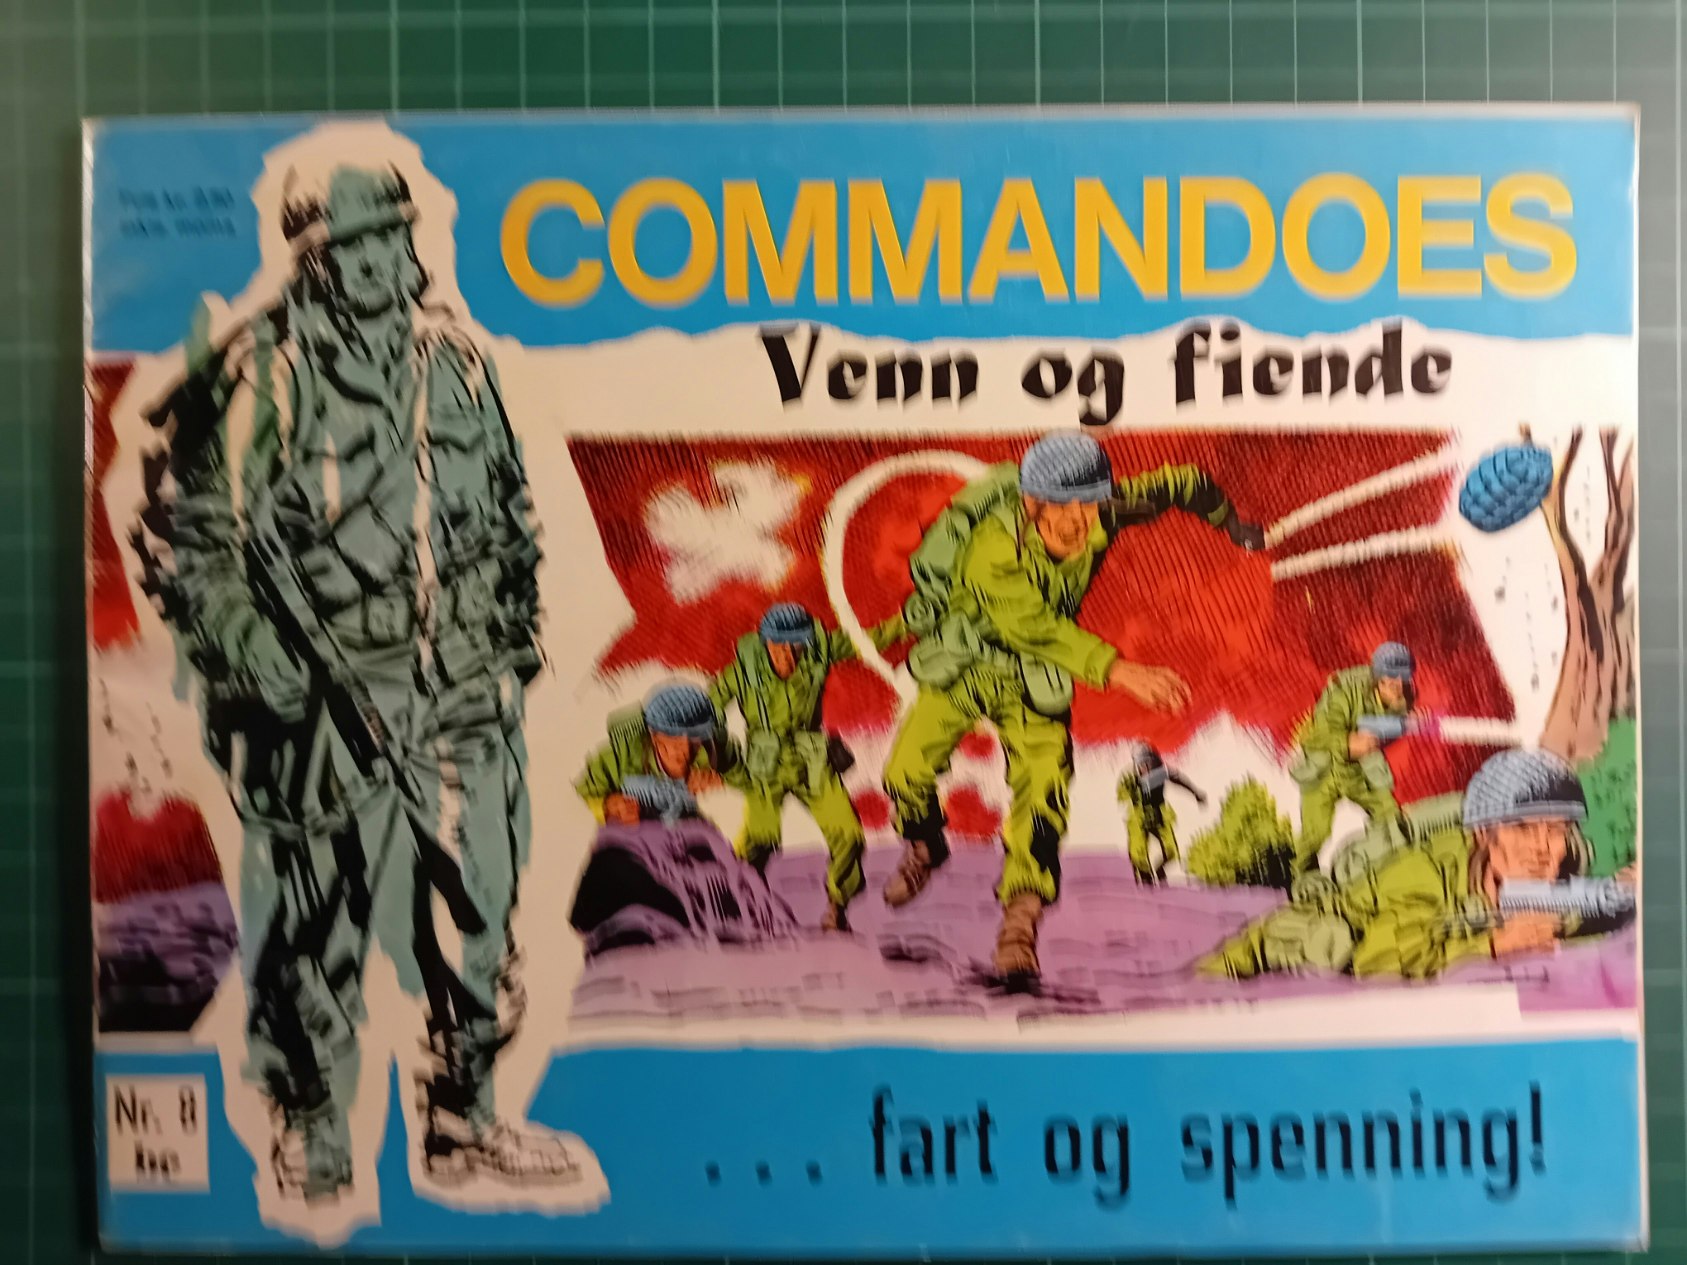 COMMANDOES
Venn og fiende
Nr. 8
... fart og spenning!